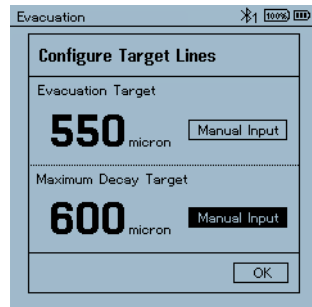 Evacuation 1 100%
Configure Target Lines
Evacuation Target
550 micron Manual Input
Maximum Decay Target
600 micron Manual Input
OK